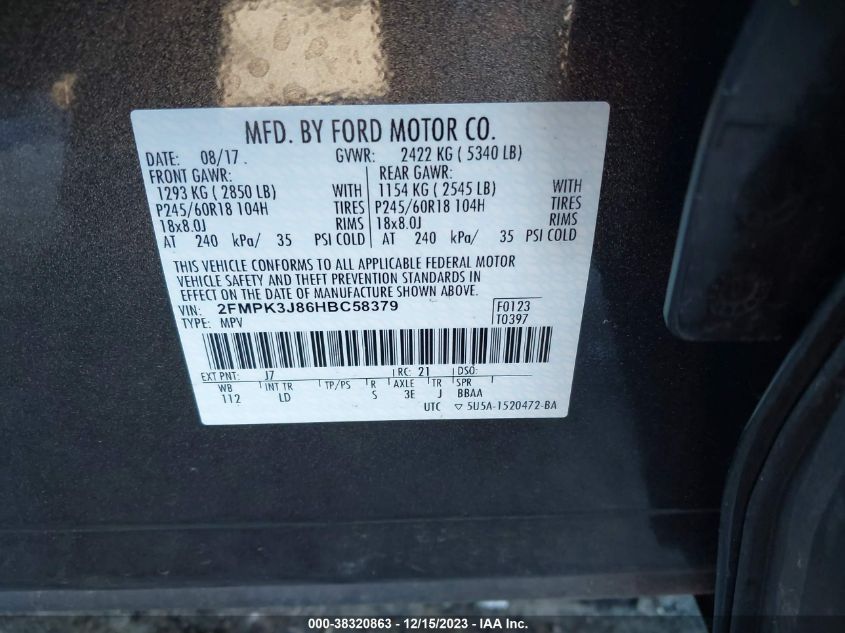 MFD. BY FORD MOTOR CO.
DATE: 08/17 . GVWR: 2422 KG ( 5340 LB)
FRONT GAWR: REAR GAWR:
1293 KG ( 2850 LB) WITH 1154 KG ( 2545 LB) WITH
P245/60R18 104H TIRES P245/60R18 104H TIRES
18x8.0J RIMS 18x8.0J RIMS
AT 240 kPa/ 35 PSI COLD AT 240 kPa/ 35 PSI COLD
THIS VEHICLE CONFORMS TO ALL APPLICABLE FEDERAL MOTOR
VEHICLE SAFETY AND THEFT PREVENTION STANDARDS IN
EFFECT ON THE DATE OF MANUFACTURE SHOWN ABOVE.
VIN: 2FMPK3J86HBC58379 F0123
TYPE: MPV T0397
EXT PNT: J7 RC: 21 DSO:
WB INT TR TP/PS R AXLE TR SPR
112 LD S 3E J BBAA
UTC ▽ 5U5A-1520472-BA
000-38320863 - 12/15/2023 - www.iaai.com